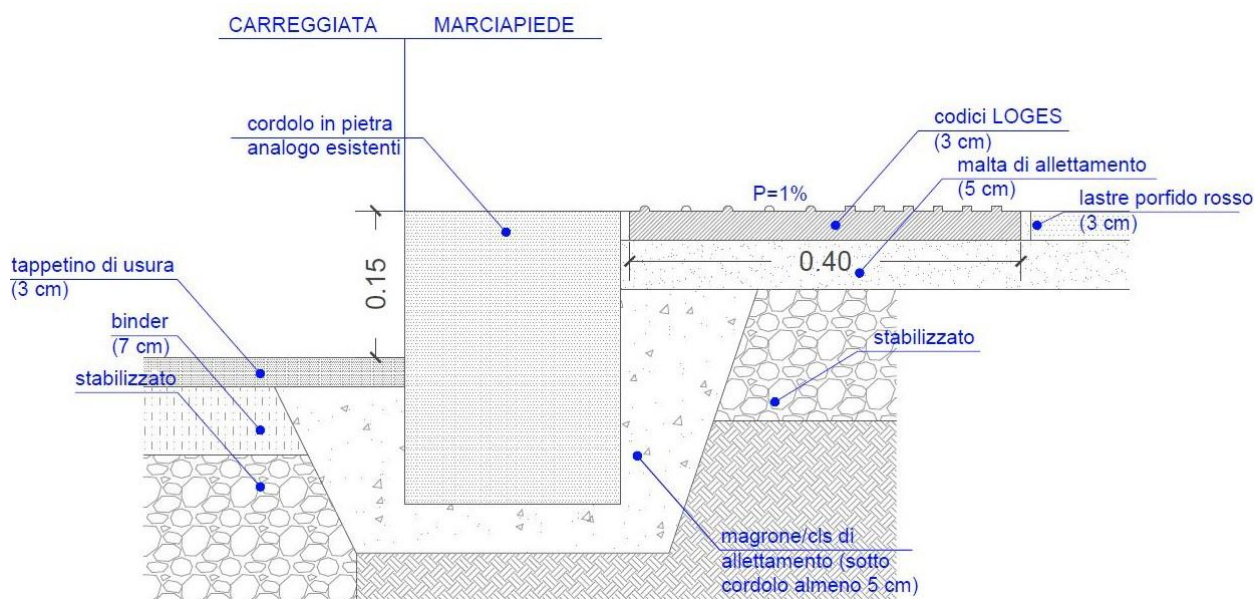 CARREGGIATA
MARCIAPIEDE
cordolo in pietra
analogo esistenti
codici LOGES
(3 cm)
malta di allettamento
(5 cm)
P=1%
lastre porfido rosso
(3 cm)
tappetino di usura
(3 cm)
0.15
0.40
binder
(7 cm)
stabilizzato
stabilizzato
magrone/cls di
allettamento (sotto
cordolo almeno 5 cm)